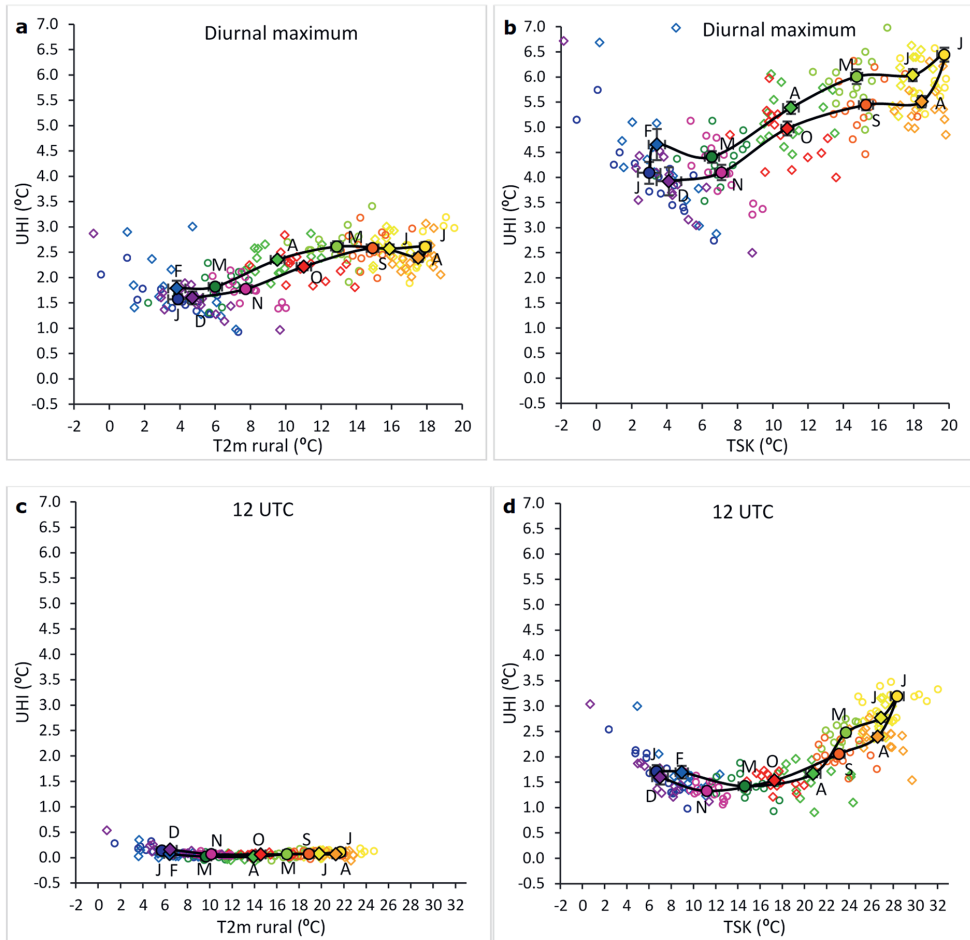 a
Diurnal maximum
7.0
6.5
6.0
5.5
5.0
4.5
4.0
3.5
3.0
2.5
2.0
1.5
1.0
0.5
0.0
-0.5
UHI (ºC)
F
M
A
M
J
J
J
D
N
O
S
A
-2 0 2 4 6 8 10 12 14 16 18 20
T2m rural (ºC)
b
Diurnal maximum
7.0
6.5
6.0
5.5
5.0
4.5
4.0
3.5
3.0
2.5
2.0
1.5
1.0
0.5
0.0
-0.5
UHI (ºC)
F
M
A
M
J
J
J
D
N
O
S
A
-2 0 2 4 6 8 10 12 14 16 18 20
TSK (ºC)
c
12 UTC
7.0
6.5
6.0
5.5
5.0
4.5
4.0
3.5
3.0
2.5
2.0
1.5
1.0
0.5
0.0
-0.5
UHI (ºC)
D
N
O
S
J
J F M A M J A
-2 0 2 4 6 8 10 12 14 16 18 20 22 24 26 28 30 32
T2m rural (ºC)
d
12 UTC
7.0
6.5
6.0
5.5
5.0
4.5
4.0
3.5
3.0
2.5
2.0
1.5
1.0
0.5
0.0
-0.5
UHI (ºC)
J
F
M
O
M
J
J
D
N
A
S
A
-2 0 2 4 6 8 10 12 14 16 18 20 22 24 26 28 30 32
TSK (ºC)